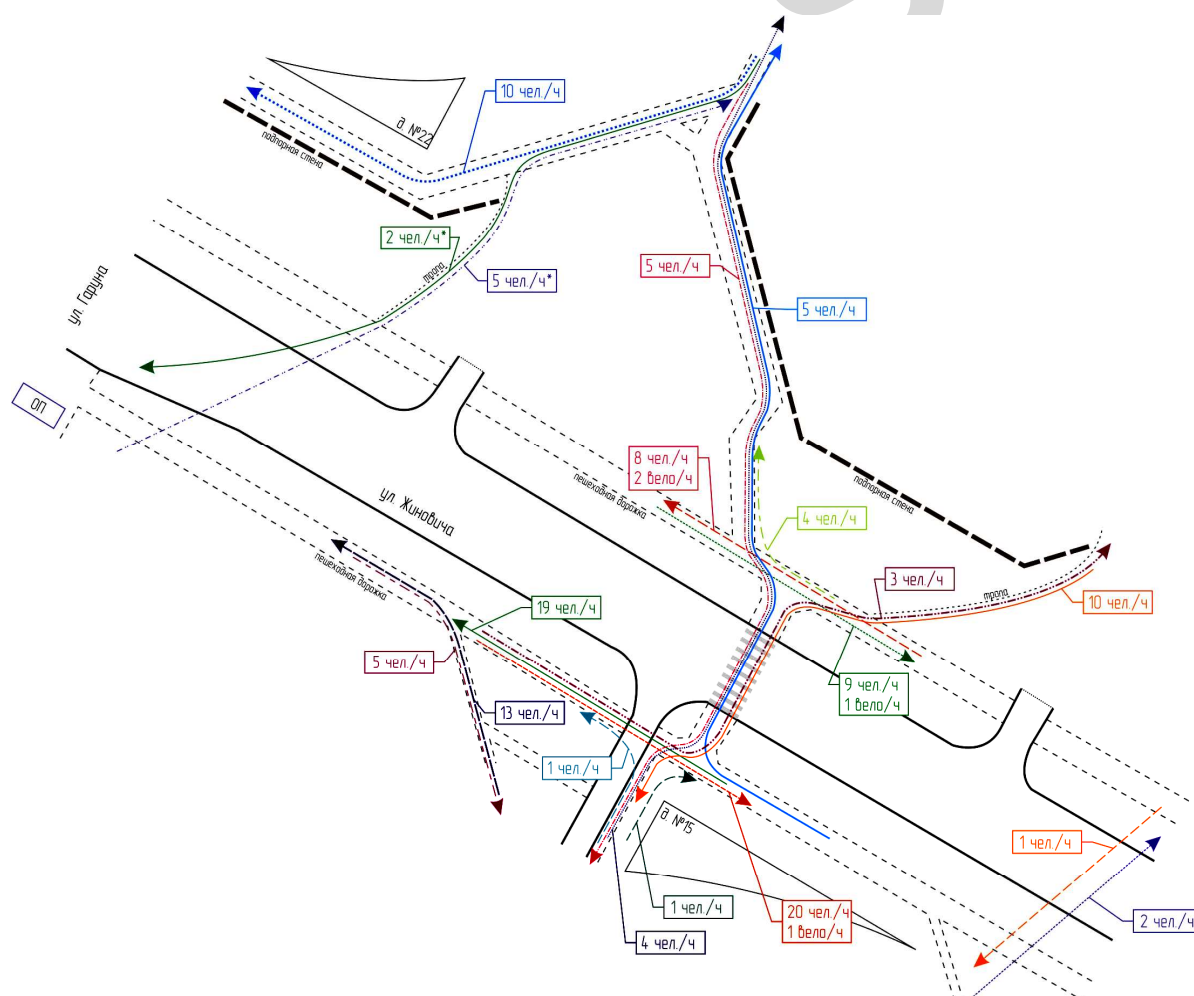 10 чел./ч
д. №22
подпорная стена
2 чел./ч*
5 чел./ч*
тропа
5 чел./ч
5 чел./ч
ул. Гаруна
ОП
8 чел./ч
2 вело/ч
пешеходная дорожка
подпорная стена
4 чел./ч
ул. Жиновича
пешеходная дорожка
3 чел./ч
тропа
10 чел./ч
19 чел./ч
5 чел./ч
9 чел./ч
1 вело/ч
13 чел./ч
1 чел./ч
д. №15
1 чел./ч
1 чел./ч
20 чел./ч
1 вело/ч
2 чел./ч
4 чел./ч